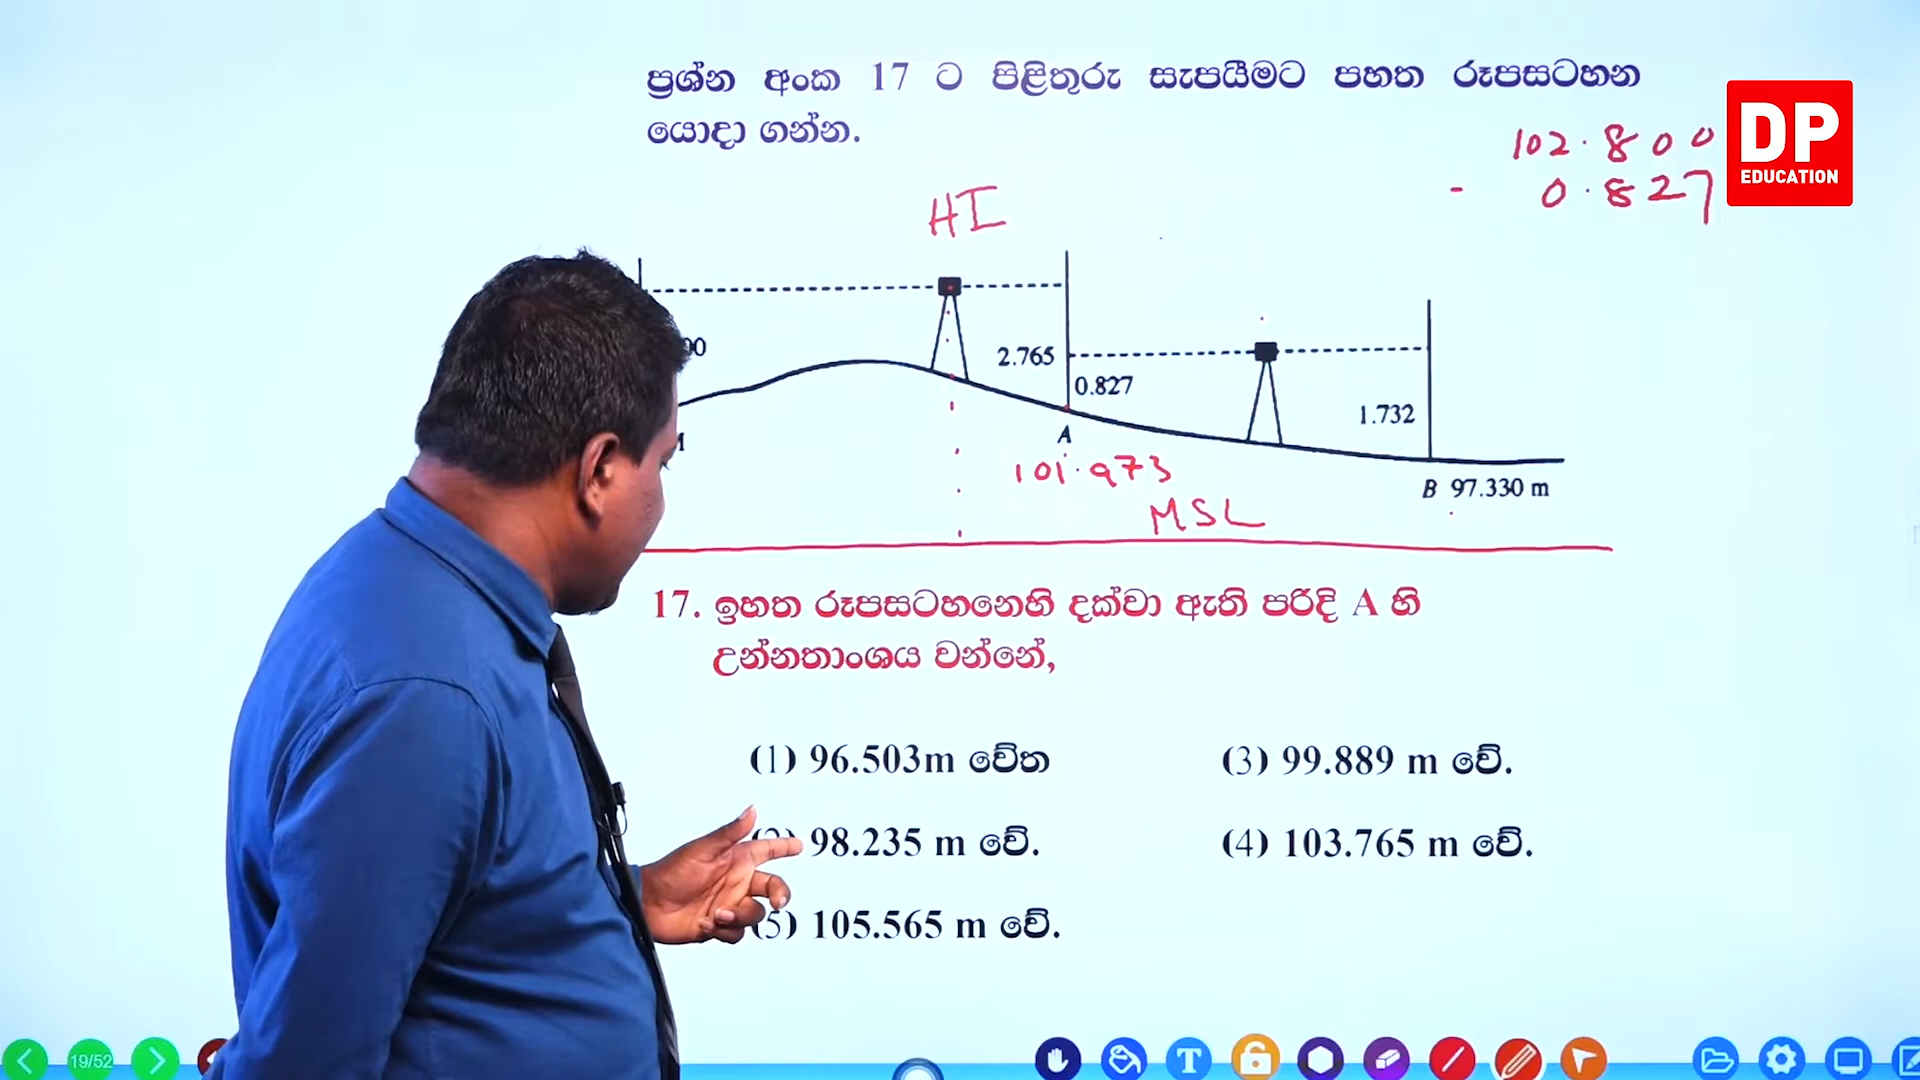 ප්‍රශ්න අංක 17 ට පිළිතුරු සැපයීමට පහත රූපසටහන
යොදා ගන්න.
102.800
- 0.827
DP
EDUCATION
HI
00
2.765
0.827
1.732
A
101.973
MSL
B 97.330 m
17. ඉහත රූපසටහනෙහි දක්වා ඇති පරිදි A හි
උන්නතාංශය වන්නේ,
(1) 96.503m වේත
(3) 99.889 m වේ.
98.235 m වේ.
(4) 103.765 m වේ.
(5) 105.565 m වේ.
19/52
T